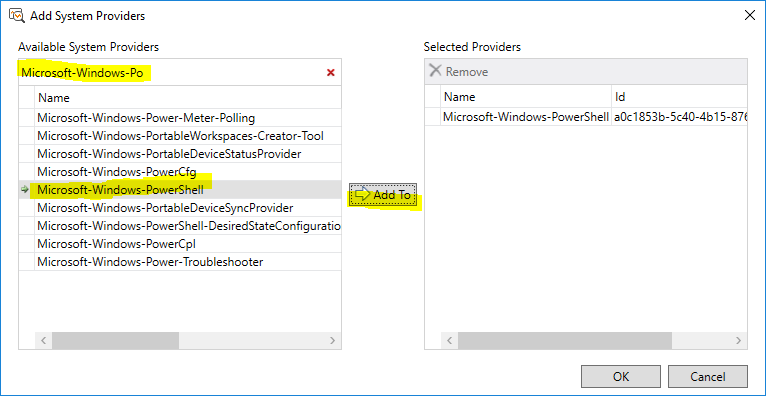 Add System Providers
Available System Providers
Microsoft-Windows-Po
Name
Microsoft-Windows-Power-Meter-Polling
Microsoft-Windows-PortableWorkspaces-Creator-Tool
Microsoft-Windows-PortableDeviceStatusProvider
Microsoft-Windows-PowerCfg
Microsoft-Windows-PowerShell
Microsoft-Windows-PortableDeviceSyncProvider
Microsoft-Windows-PowerShell-DesiredStateConfiguratio
Microsoft-Windows-PowerCpl
Microsoft-Windows-Power-Troubleshooter
Add To
Selected Providers
Remove
Name Id
Microsoft-Windows-PowerShell a0c1853b-5c40-4b15-876
OK Cancel